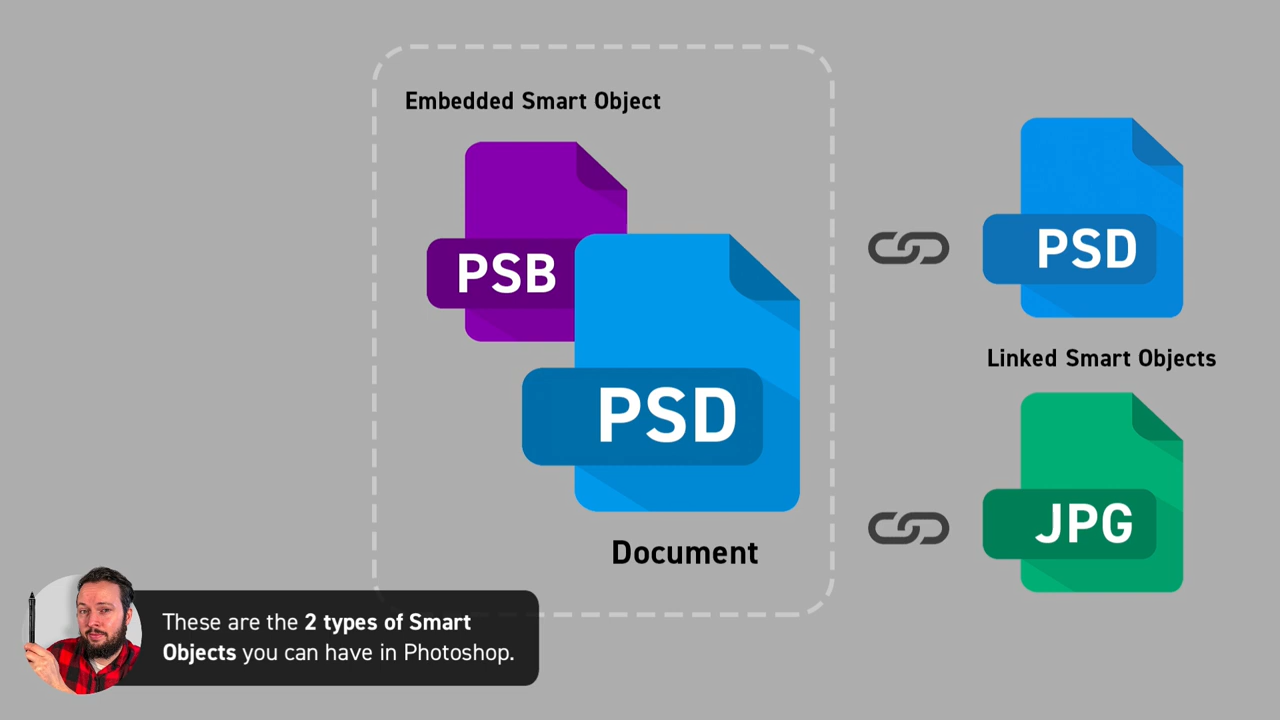 Embedded Smart Object
PSB
PSD
Document
PSD
Linked Smart Objects
JPG
These are the 2 types of Smart
Objects you can have in Photoshop.